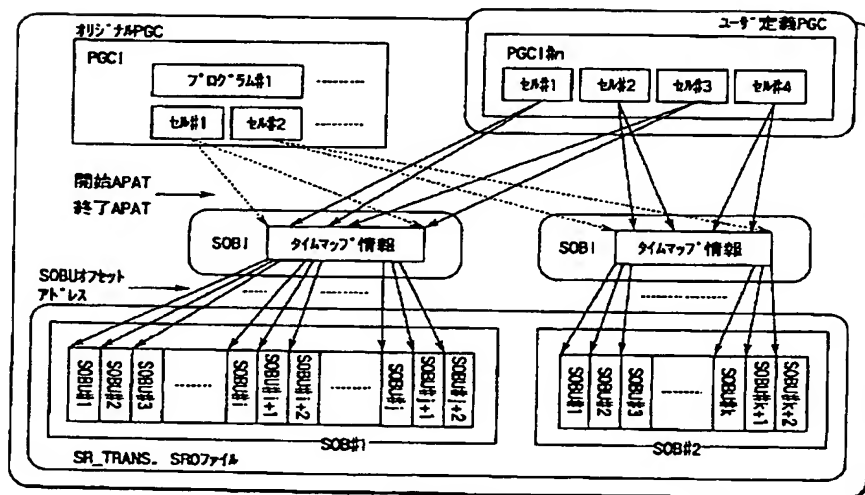 オリジナルPGC
ユーザ定義PGC
PGCI
PGCI#n
プログラム#1
セル#1
セル#2
セル#3
セル#4
セル#1
セル#2
開始APAT
終了APAT
SOBI
タイムマップ情報
SOBI
タイムマップ情報
SOBUオフセット
アドレス
SOBU#1
SOBU#2
SOBU#3
SOBU#i
SOBU#i+1
SOBU#i+2
SOBU#j
SOBU#j+1
SOBU#j+2
SOBU#1
SOBU#2
SOBU#3
SOBU#k
SOBU#k+1
SOBU#k+2
SOB#1
SOB#2
SR_TRANS. SROファイル